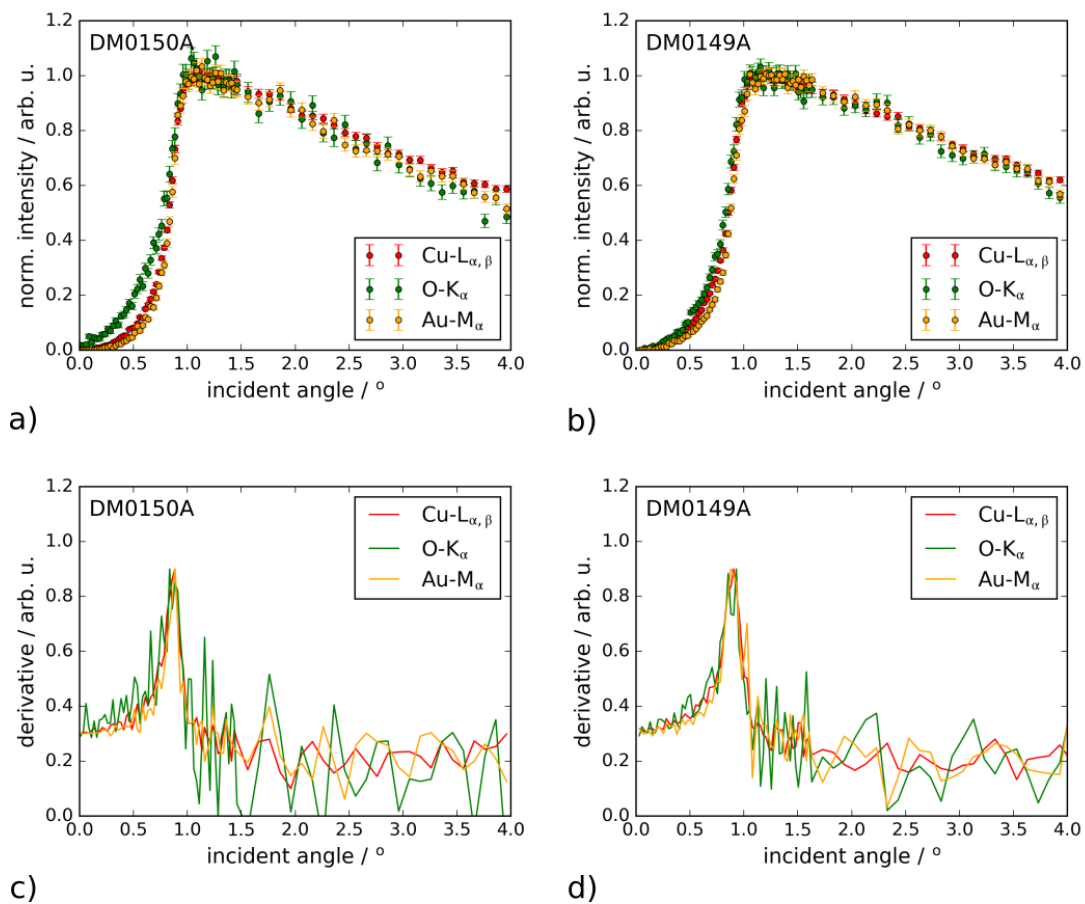 DM0150A
1.2
1.0
0.8
0.6
0.4
0.2
0.0
norm. intensity / arb. u.
Cu-Lα,β
O-Kα
Au-Mα
0.0 0.5 1.0 1.5 2.0 2.5 3.0 3.5 4.0
incident angle / °
a)
DM0149A
1.2
1.0
0.8
0.6
0.4
0.2
0.0
norm. intensity / arb. u.
Cu-Lα,β
O-Kα
Au-Mα
0.0 0.5 1.0 1.5 2.0 2.5 3.0 3.5 4.0
incident angle / °
b)
DM0150A
1.2
1.0
0.8
0.6
0.4
0.2
0.0
derivative / arb. u.
Cu-Lα,β
O-Kα
Au-Mα
0.0 0.5 1.0 1.5 2.0 2.5 3.0 3.5 4.0
incident angle / °
c)
DM0149A
1.2
1.0
0.8
0.6
0.4
0.2
0.0
derivative / arb. u.
Cu-Lα,β
O-Kα
Au-Mα
0.0 0.5 1.0 1.5 2.0 2.5 3.0 3.5 4.0
incident angle / °
d)